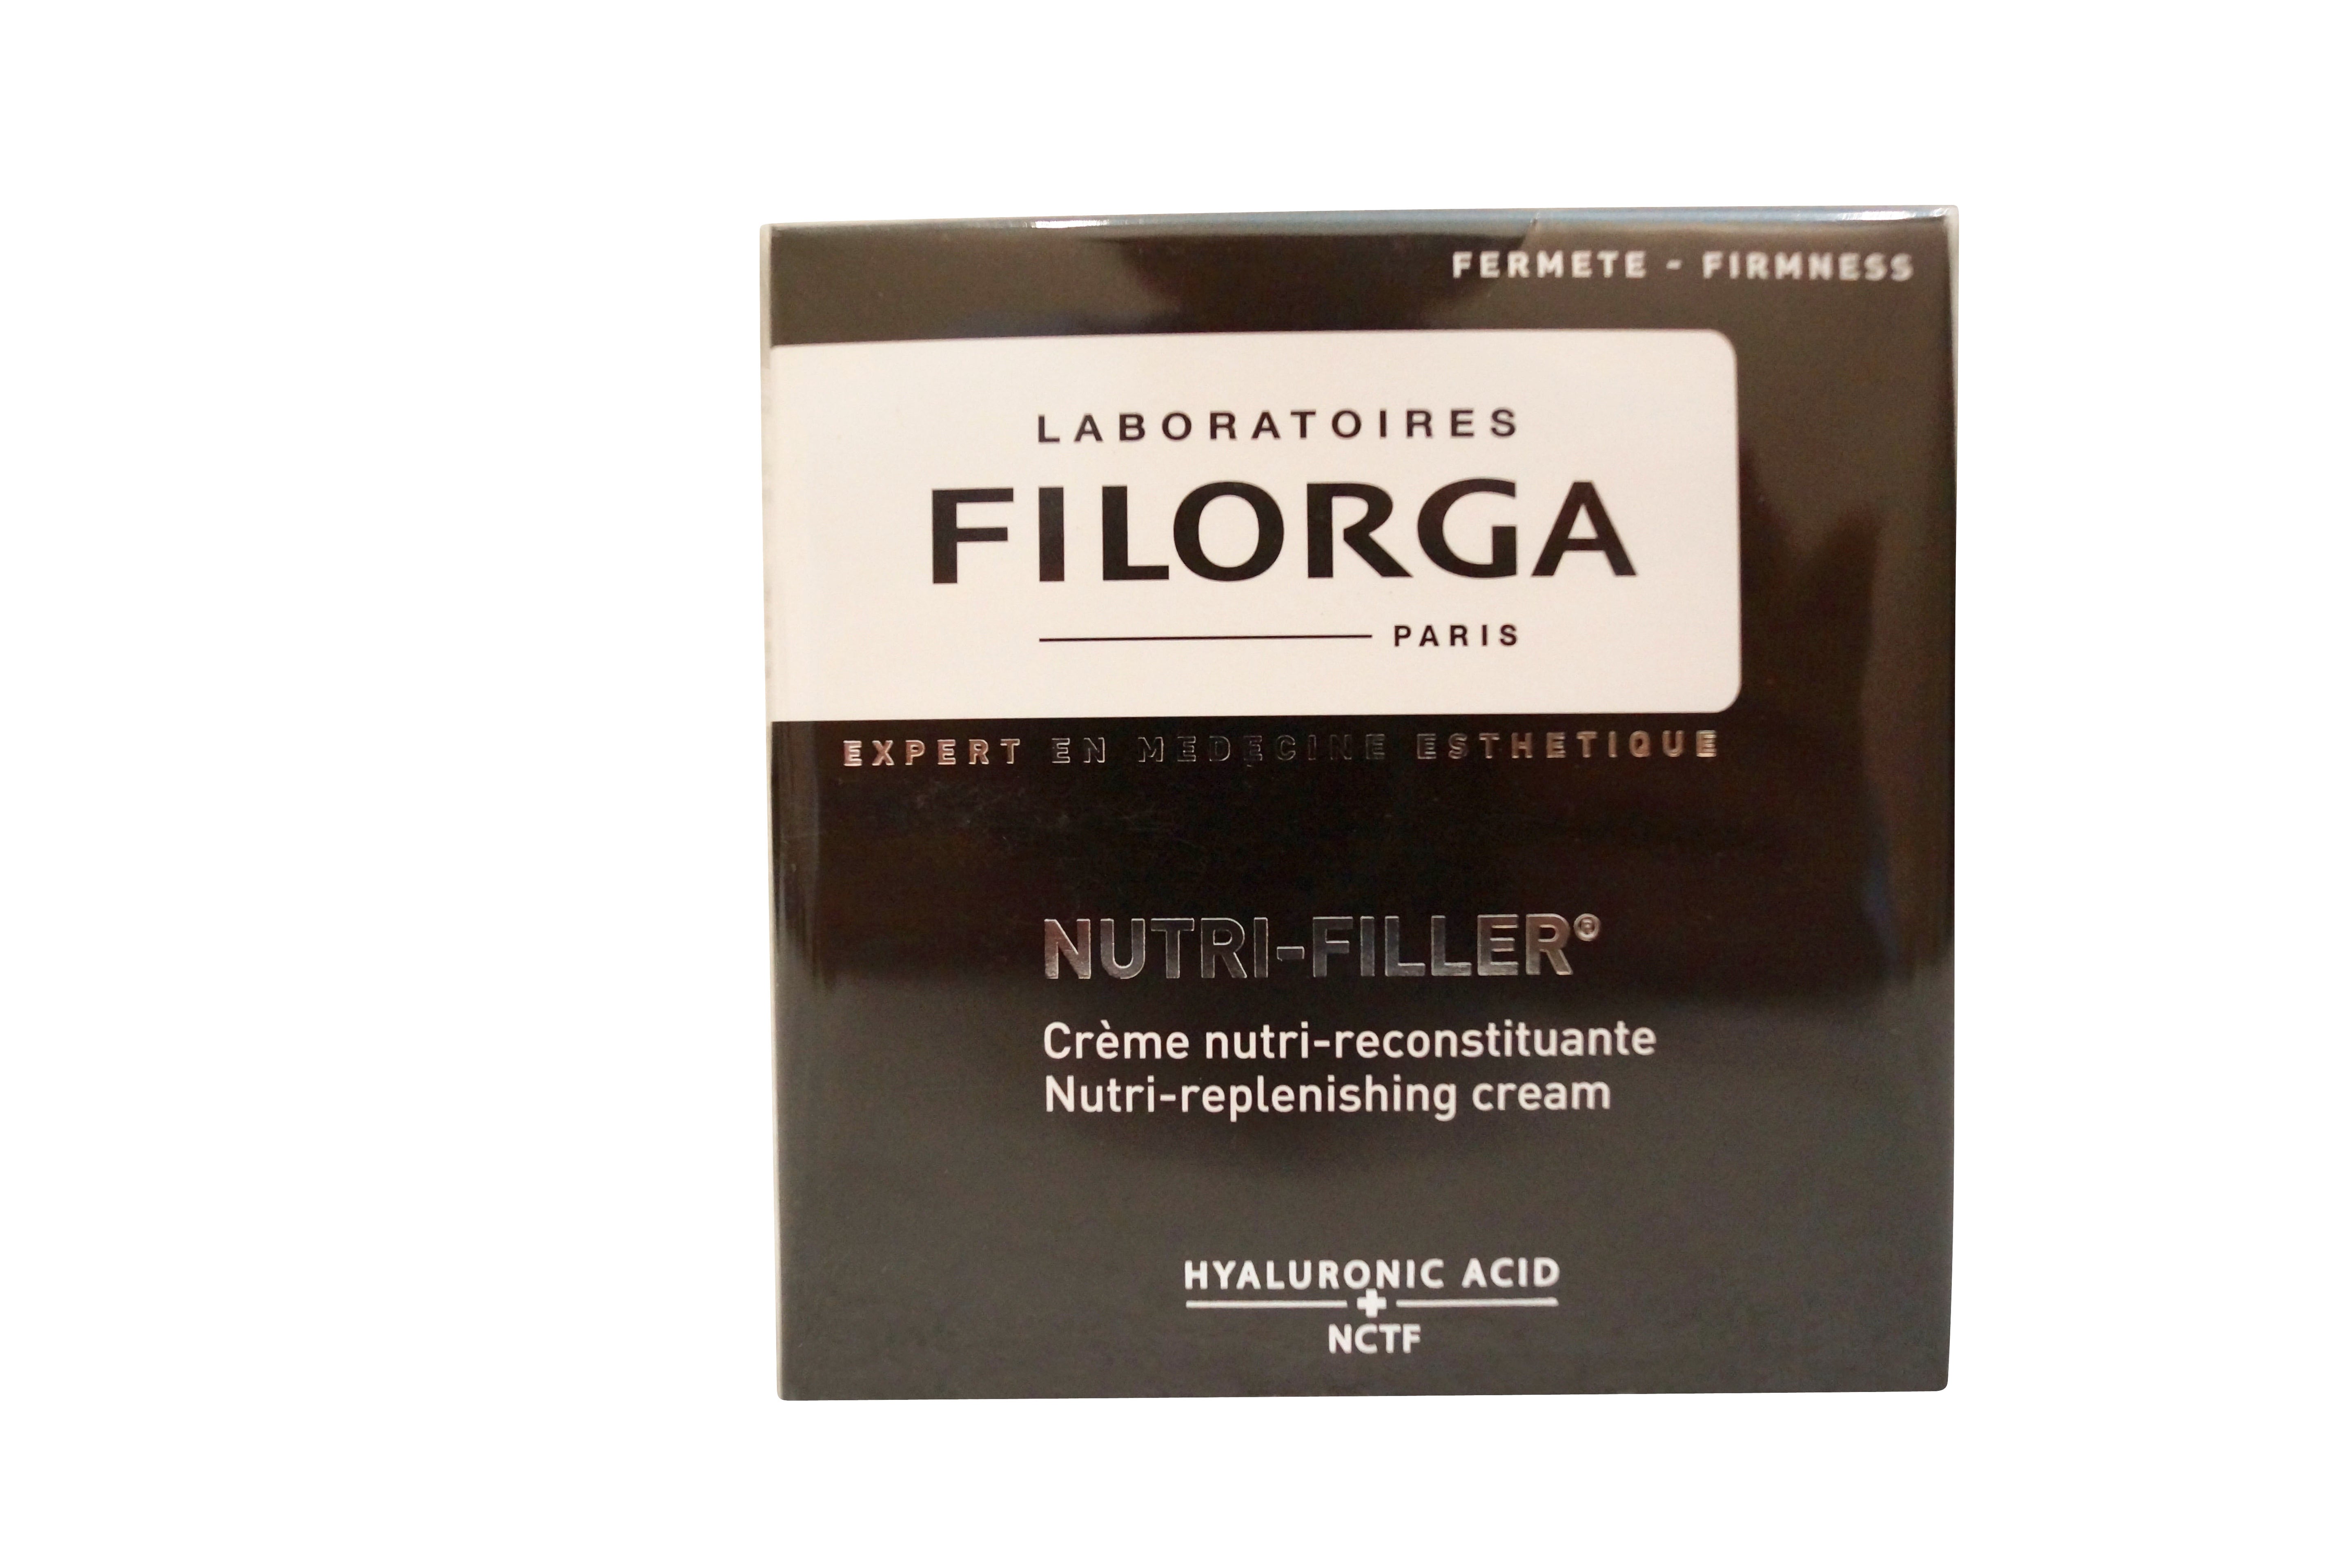 FERMETE - FIRMNESS
LABORATOIRES
FILORGA
PARIS
EXPERT EN MEDECINE ESTHETIQUE
NUTRI-FILLER®
Crème nutri-reconstituante
Nutri-replenishing cream
HYALURONIC ACID
+
NCTF